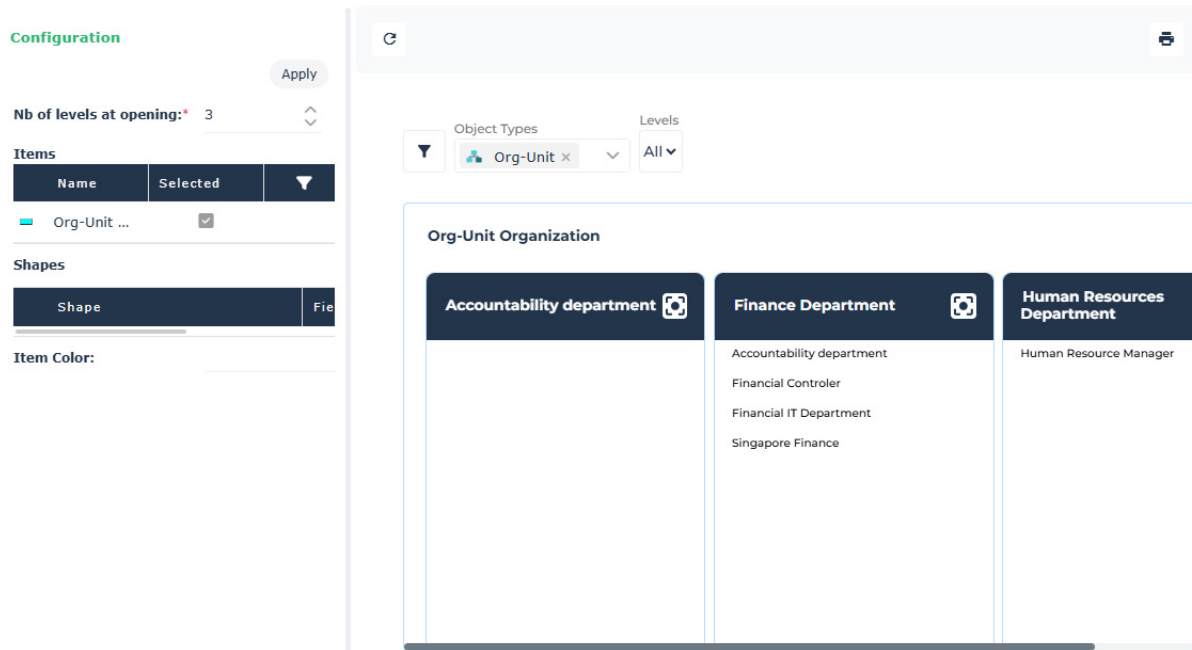 Configuration
Apply
Nb of levels at opening:* 3
Items
Name Selected
Org-Unit ...
Shapes
Shape Fie
Item Color:
Object Types
Levels
Org-Unit ×
All
Org-Unit Organization
Accountability department
Finance Department
Accountability department
Financial Controler
Financial IT Department
Singapore Finance
Human Resources
Department
Human Resource Manager